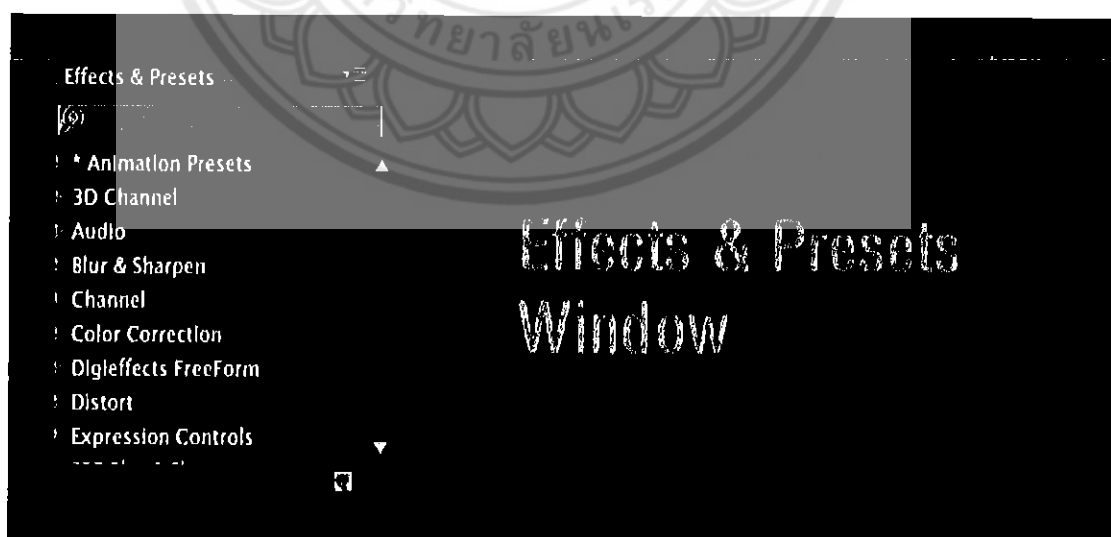 Effects & Presets
* Animation Presets
3D Channel
Audio
Blur & Sharpen
Channel
Color Correction
Digieffects FreeForm
Distort
Expression Controls
Effects & Presets
Window